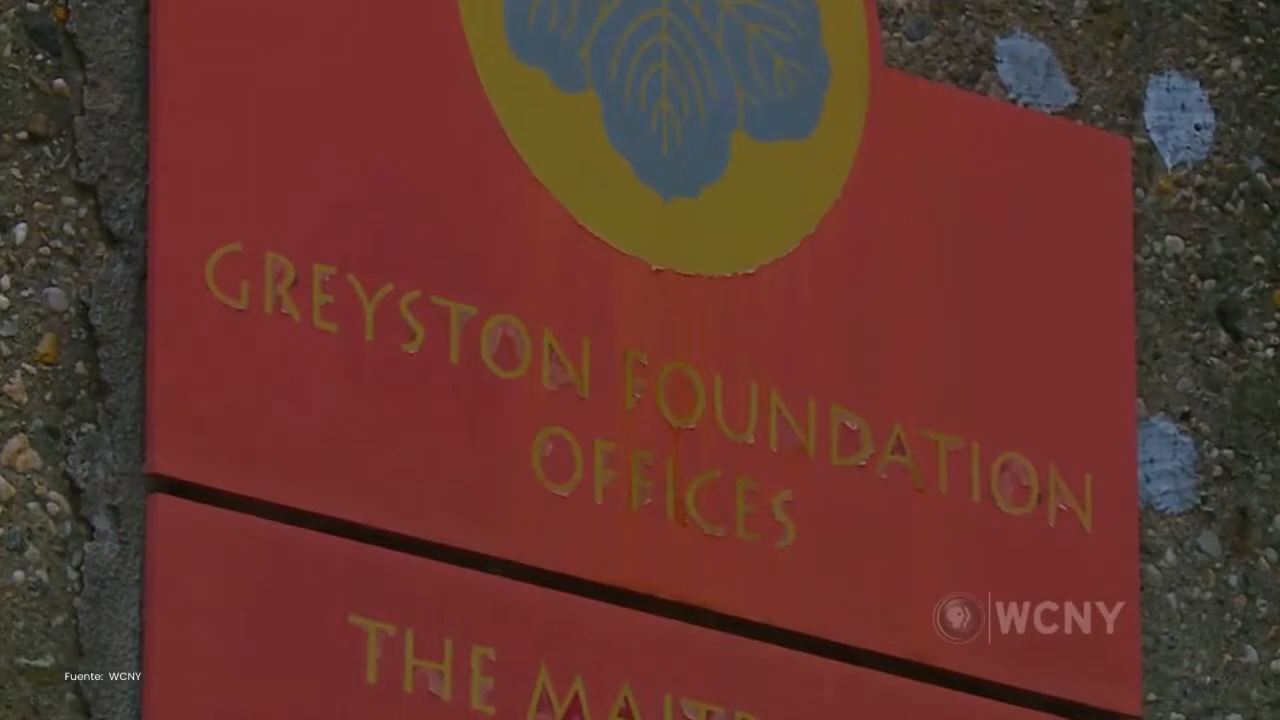 GREYSTON FOUNDATION
OFFICES
WCNY
THE
Fuente: WCNY